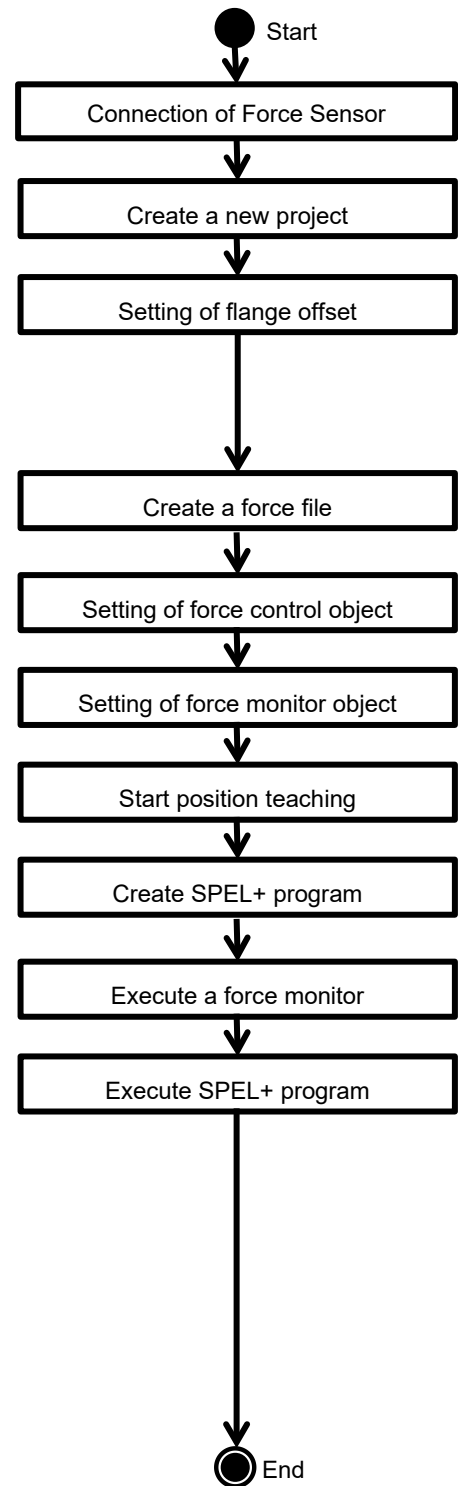 Start
Connection of Force Sensor
Create a new project
Setting of flange offset
Create a force file
Setting of force control object
Setting of force monitor object
Start position teaching
Create SPEL+ program
Execute a force monitor
Execute SPEL+ program
End